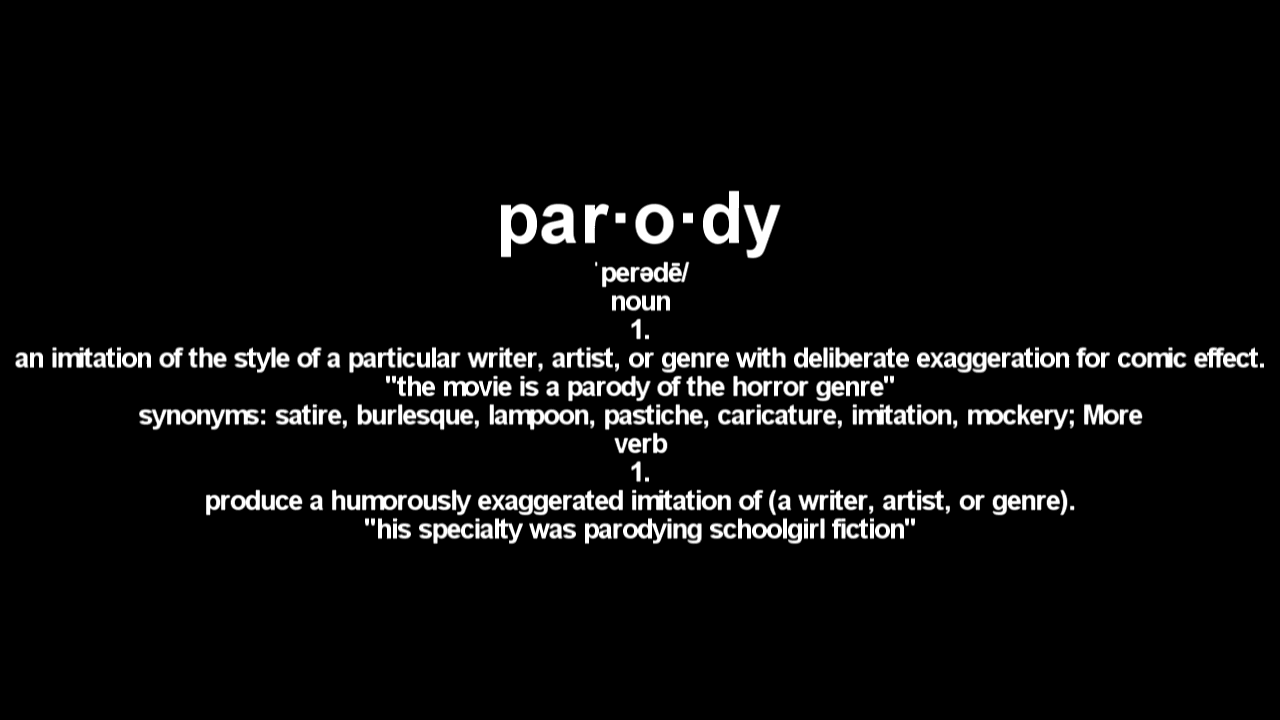 par·o·dy
ˈperədē/
noun
1.
an imitation of the style of a particular writer, artist, or genre with deliberate exaggeration for comic effect.
"the movie is a parody of the horror genre"
synonyms: satire, burlesque, lampoon, pastiche, caricature, imitation, mockery; More
verb
1.
produce a humorously exaggerated imitation of (a writer, artist, or genre).
"his specialty was parodying schoolgirl fiction"